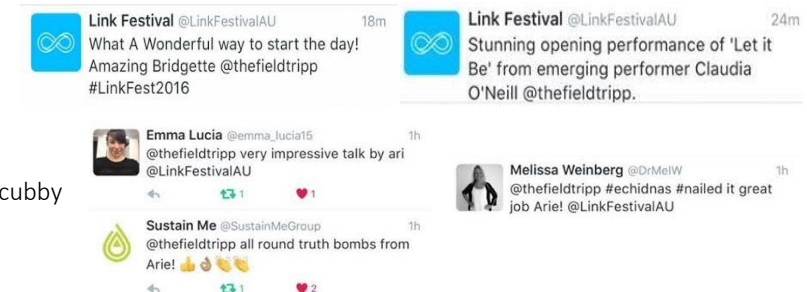 Link Festival @LinkFestivalAU 18m
What A Wonderful way to start the day!
Amazing Bridgette @thefieldtripp
#LinkFest2016
Link Festival @LinkFestivalAU 24m
Stunning opening performance of 'Let it
Be' from emerging performer Claudia
O'Neill @thefieldtripp.
Emma Lucia @emma_lucia15 1h
@thefieldtripp very impressive talk by ari
@LinkFestivalAU
1 1
cubby
Melissa Weinberg @DrMelW 1h
@thefieldtripp #echidnas #nailed it great
job Arie! @LinkFestivalAU
Sustain Me @SustainMeGroup 1h
@thefieldtripp all round truth bombs from
Arie! 👍👌👏👏
1 2